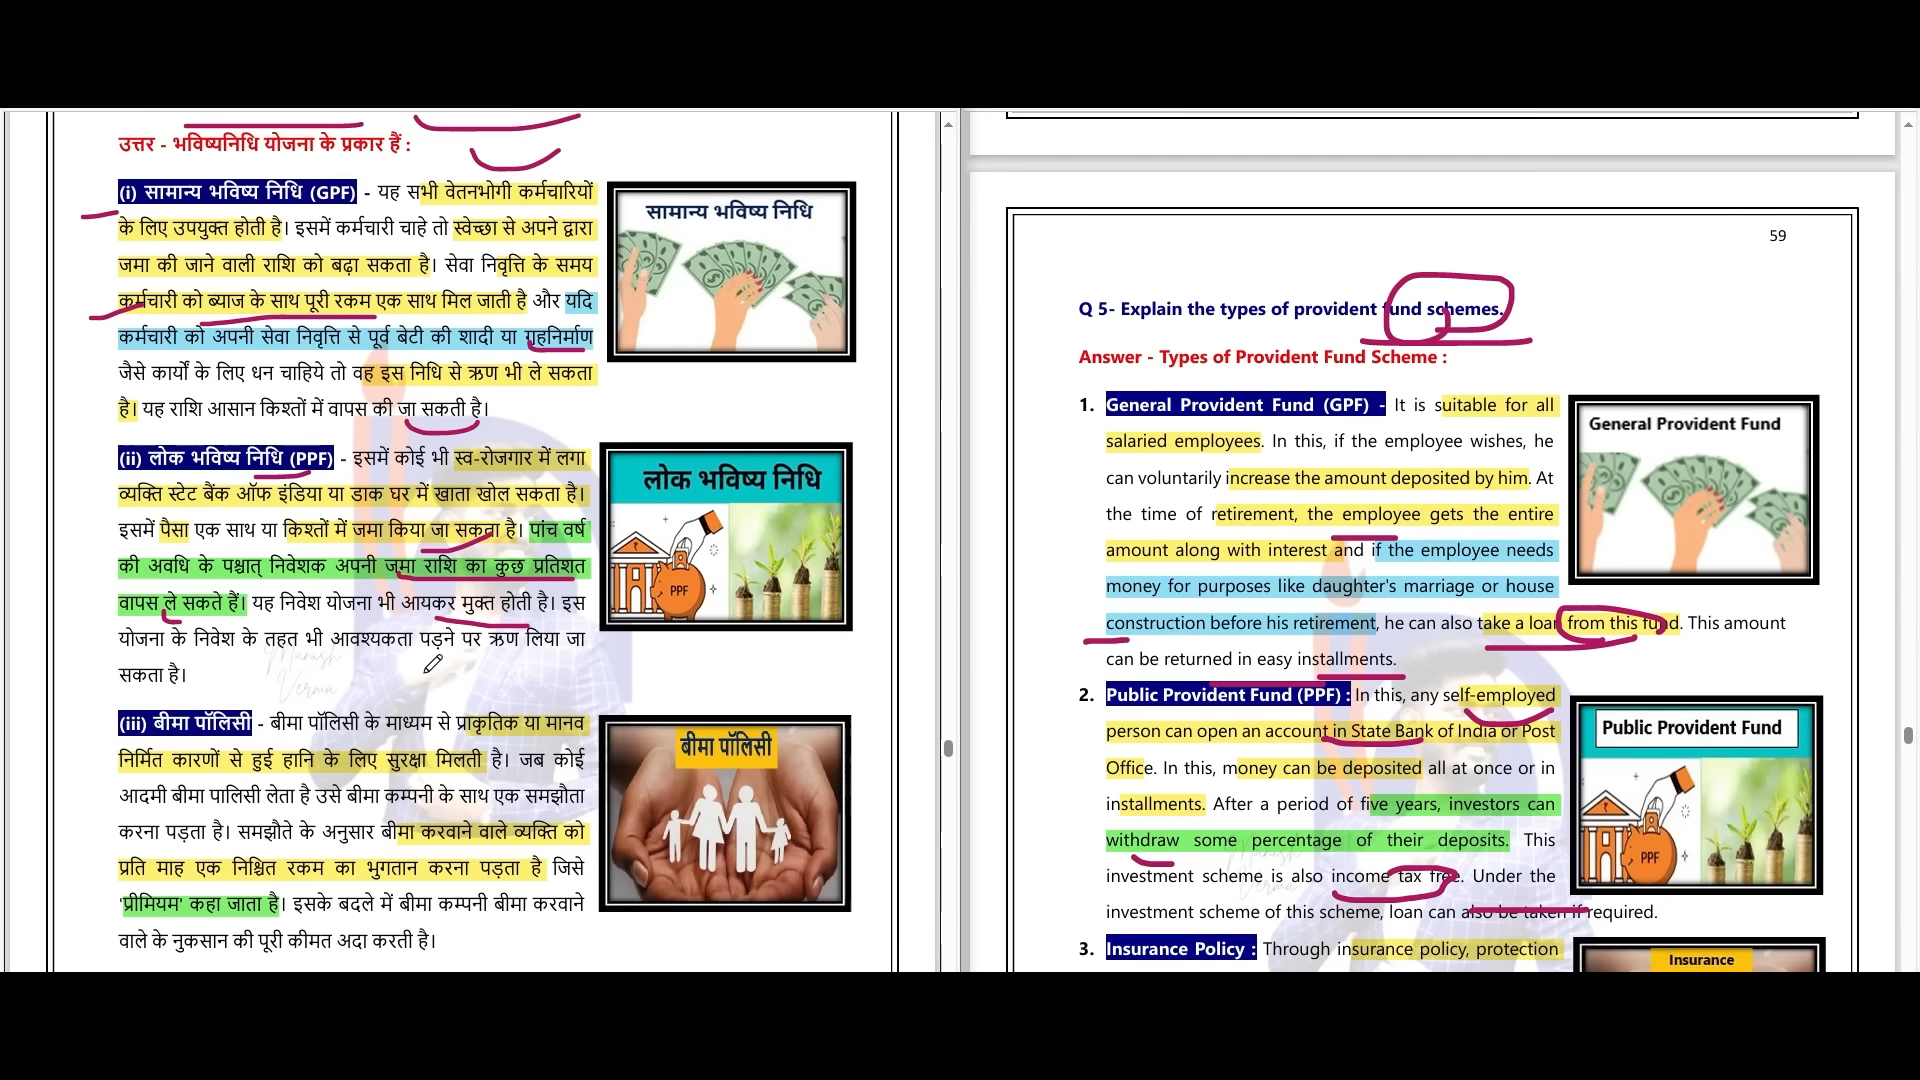 उत्तर - भविष्यनिधि योजना के प्रकार हैं :
(i) सामान्य भविष्य निधि (GPF) - यह सभी वेतनभोगी कर्मचारियों
के लिए उपयुक्त होती है। इसमें कर्मचारी चाहे तो स्वेच्छा से अपने द्वारा
जमा की जाने वाली राशि को बढ़ा सकता है। सेवा निवृत्ति के समय
कर्मचारी को ब्याज के साथ पूरी रकम एक साथ मिल जाती है और यदि
कर्मचारी को अपनी सेवा निवृत्ति से पूर्व बेटी की शादी या गृहनिर्माण
जैसे कार्यों के लिए धन चाहिये तो वह इस निधि से ऋण भी ले सकता
है। यह राशि आसान किश्तों में वापस की जा सकती है।
सामान्य भविष्य निधि
(ii) लोक भविष्य निधि (PPF) - इसमें कोई भी स्व-रोजगार में लगा
व्यक्ति स्टेट बैंक ऑफ इंडिया या डाक घर में खाता खोल सकता है।
इसमें पैसा एक साथ या किश्तों में जमा किया जा सकता है। पांच वर्ष
की अवधि के पश्चात् निवेशक अपनी जमा राशि का कुछ प्रतिशत
वापस ले सकते हैं। यह निवेश योजना भी आयकर मुक्त होती है। इस
योजना के निवेश के तहत भी आवश्यकता पड़ने पर ऋण लिया जा
सकता है।
लोक भविष्य निधि
PPF
Manish
Verma
(iii) बीमा पॉलिसी - बीमा पॉलिसी के माध्यम से प्राकृतिक या मानव
निर्मित कारणों से हुई हानि के लिए सुरक्षा मिलती है। जब कोई
आदमी बीमा पालिसी लेता है उसे बीमा कम्पनी के साथ एक समझौता
करना पड़ता है। समझौते के अनुसार बीमा करवाने वाले व्यक्ति को
प्रति माह एक निश्चित रकम का भुगतान करना पड़ता है जिसे
'प्रीमियम' कहा जाता है। इसके बदले में बीमा कम्पनी बीमा करवाने
वाले के नुकसान की पूरी कीमत अदा करती है।
बीमा पॉलिसी
59
Q 5- Explain the types of provident fund schemes.
Answer - Types of Provident Fund Scheme :
1. General Provident Fund (GPF) - It is suitable for all
salaried employees. In this, if the employee wishes, he
can voluntarily increase the amount deposited by him. At
the time of retirement, the employee gets the entire
amount along with interest and if the employee needs
money for purposes like daughter's marriage or house
construction before his retirement, he can also take a loan from this fund. This amount
can be returned in easy installments.
General Provident Fund
2. Public Provident Fund (PPF) : In this, any self-employed
person can open an account in State Bank of India or Post
Office. In this, money can be deposited all at once or in
installments. After a period of five years, investors can
withdraw some percentage of their deposits. This
investment scheme is also income tax free. Under the
investment scheme of this scheme, loan can also be taken if required.
Public Provident Fund
PPF
Manish
Verma
3. Insurance Policy : Through insurance policy, protection
Insurance